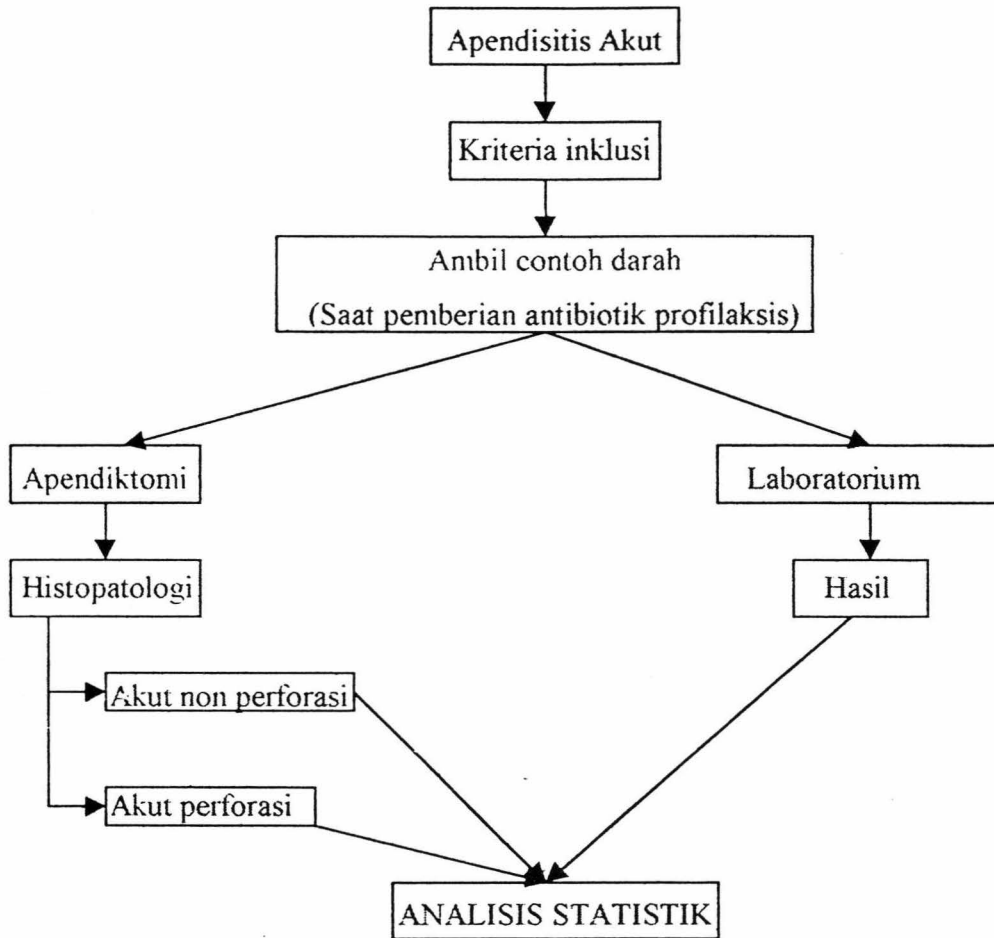 Apendisitis Akut
Kriteria inklusi
Ambil contoh darah
(Saat pemberian antibiotik profilaksis)
Apendiktomi
Laboratorium
Histopatologi
Hasil
Akut non perforasi
Akut perforasi
ANALISIS STATISTIK